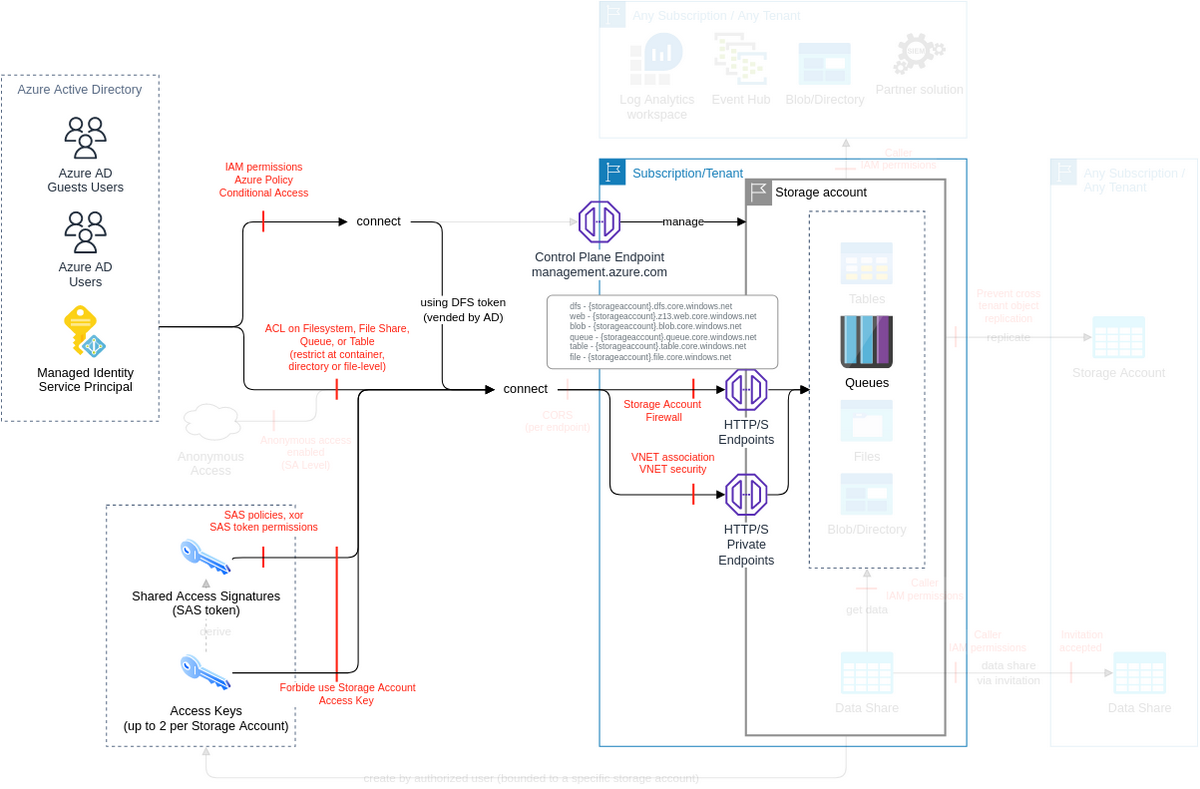 Any Subscription / Any Tenant
Log Analytics
workspace
Event Hub
Blob/Directory
SIEM
Partner solution
Azure Active Directory
Azure AD
Guests Users
Azure AD
Users
Managed Identity
Service Principal
IAM permissions
Azure Policy
Conditional Access
connect
using DFS token
(vended by AD)
ACL on Filesystem, File Share,
Queue, or Table
(restrict at container,
directory or file-level)
Anonymous
Access
Anonymous access
enabled
(SA Level)
connect
CORS
(per endpoint)
Caller
IAM permissions
Subscription/Tenant
Storage account
Control Plane Endpoint
management.azure.com
manage
dfs - {storageaccount}.dfs.core.windows.net
web - {storageaccount}.z13.web.core.windows.net
blob - {storageaccount}.blob.core.windows.net
queue - {storageaccount}.queue.core.windows.net
table - {storageaccount}.table.core.windows.net
file - {storageaccount}.file.core.windows.net
Storage Account
Firewall
HTTP/S
Endpoints
VNET association
VNET security
HTTP/S
Private
Endpoints
Tables
Queues
Files
Blob/Directory
Any Subscription /
Any Tenant
Prevent cross
tenant object
replication
replicate
Storage Account
Caller
IAM permissions
get data
Data Share
Caller
IAM permissions
data share
via invitation
Invitation
accepted
Data Share
SAS policies, xor
SAS token permissions
Shared Access Signatures
(SAS token)
derive
Access Keys
(up to 2 per Storage Account)
Forbide use Storage Account
Access Key
create by authorized user (bounded to a specific storage account)